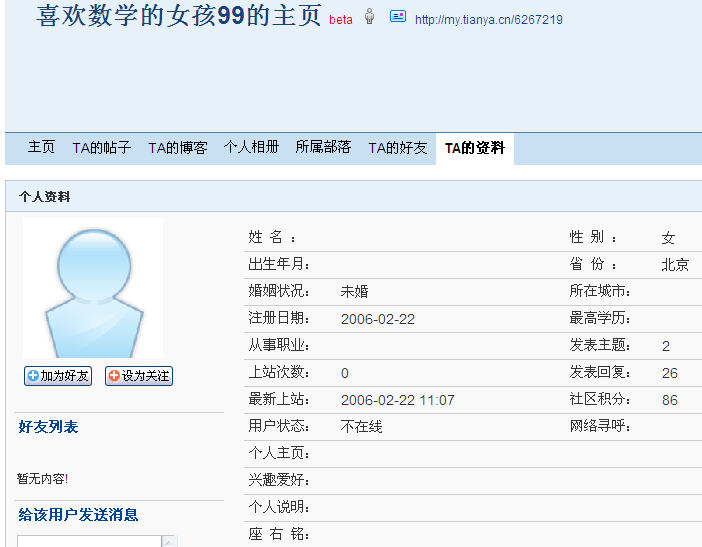 喜欢数学的女孩99的主页 beta http://my.tianya.cn/6267219
主页 TA的帖子 TA的博客 个人相册 所属部落 TA的好友 TA的资料
个人资料
姓 名 : 性 别 : 女
出生年月: 省 份 : 北京
婚姻状况: 未婚 所在城市:
注册日期: 2006-02-22 最高学历:
从事职业: 发表主题: 2
上站次数: 0 发表回复: 26
最新上站: 2006-02-22 11:07 社区积分: 86
用户状态: 不在线 网络寻呼:
个人主页:
兴趣爱好:
个人说明:
座 右 铭:
加为好友 设为关注
好友列表
暂无内容!
给该用户发送消息